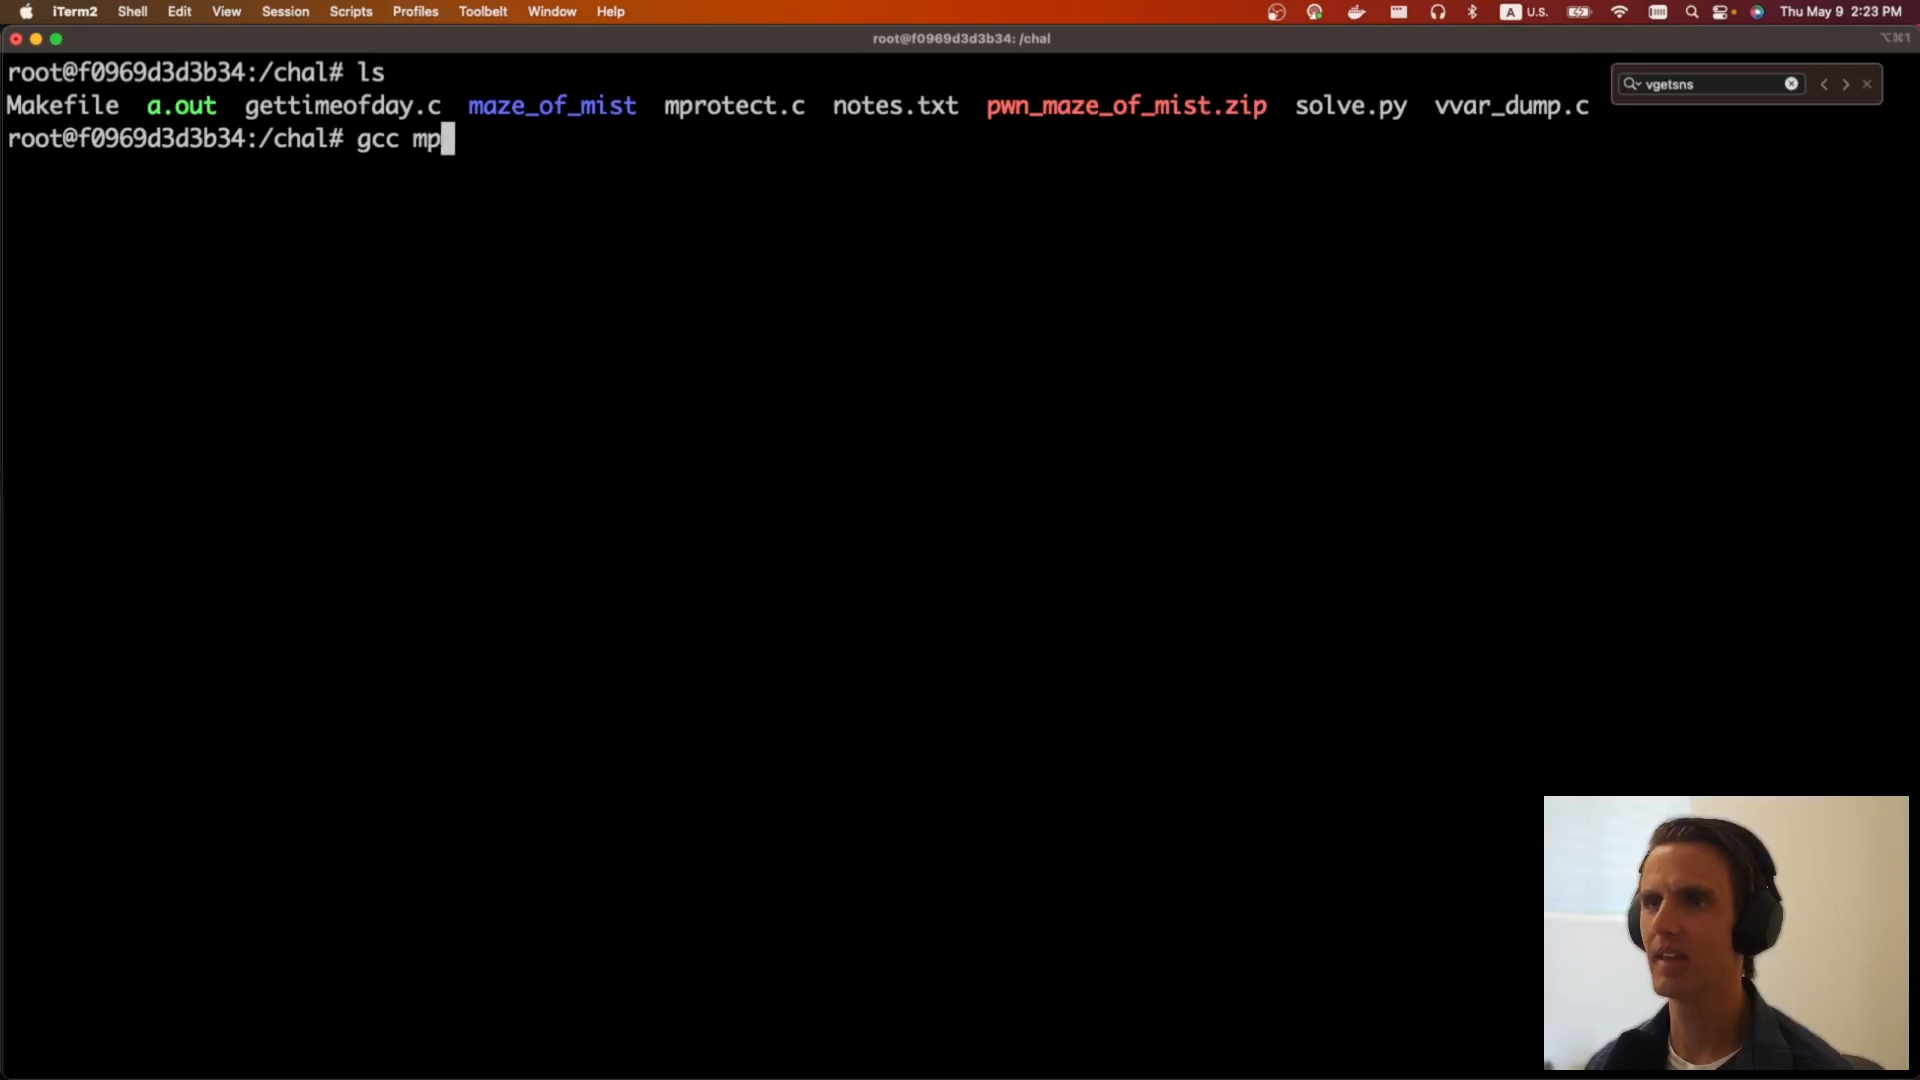 iTerm2 Shell Edit View Session Scripts Profiles Toolbelt Window Help A U.S. Thu May 9 2:23 PM
root@f0969d3d3b34: /chal ⌥⌘1
root@f0969d3d3b34:/chal# ls
vgetsns
Makefile a.out gettimeofday.c maze_of_mist mprotect.c notes.txt pwn_maze_of_mist.zip solve.py vvar_dump.c
root@f0969d3d3b34:/chal# gcc mp